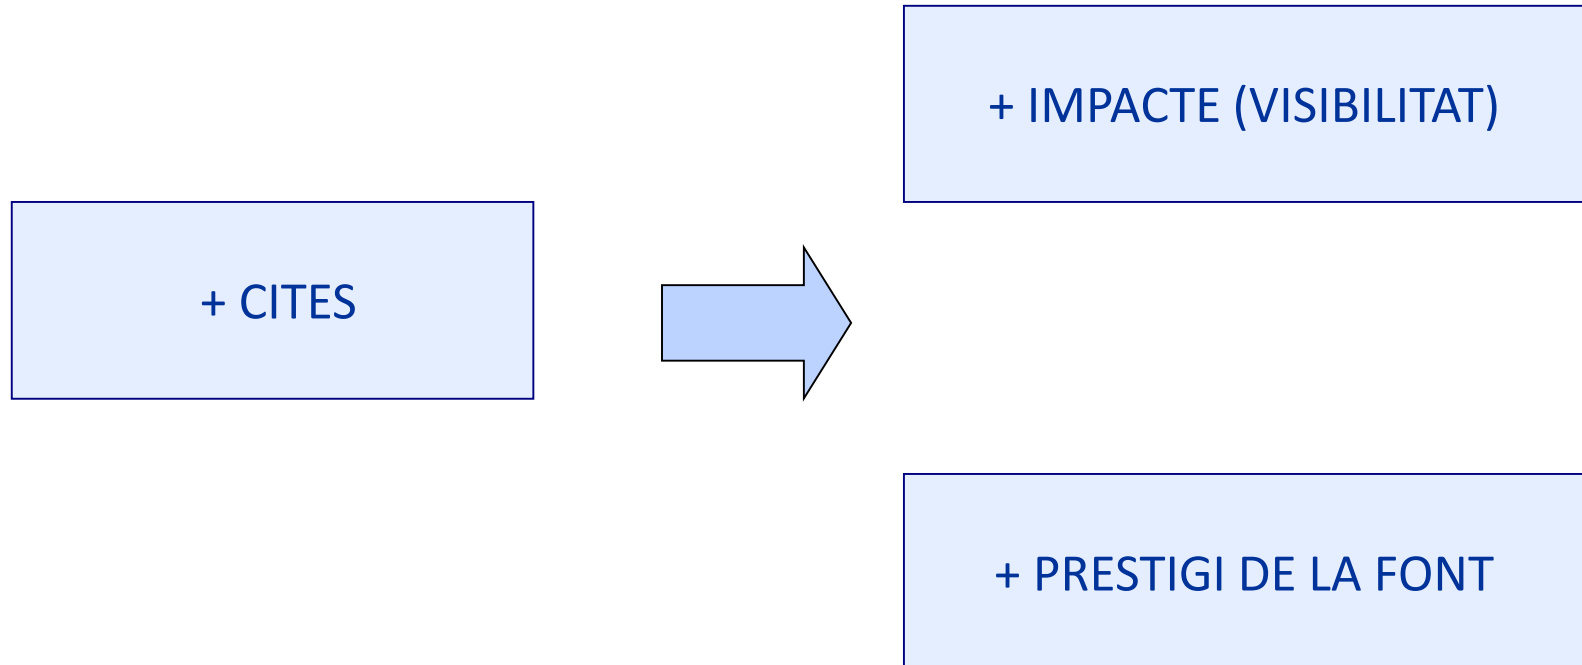 + IMPACTE (VISIBILITAT)
+ CITES
+ PRESTIGI DE LA FONT